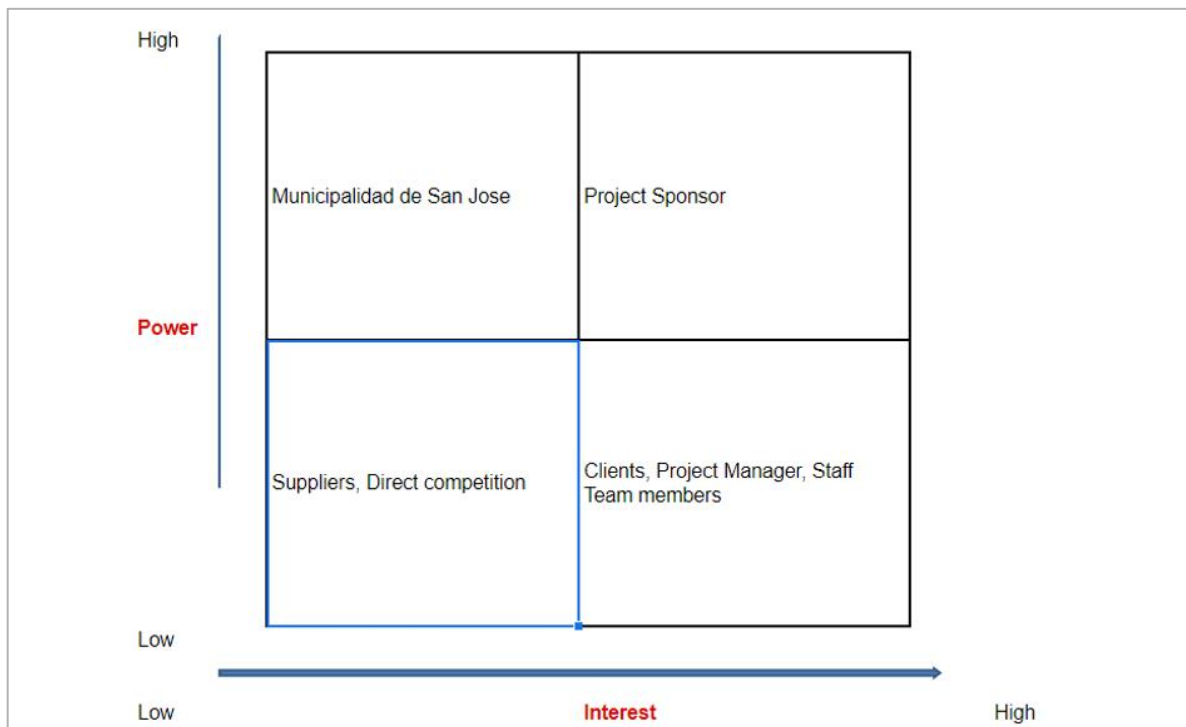 High
Municipalidad de San Jose
Project Sponsor
Power
Suppliers, Direct competition
Clients, Project Manager, Staff
Team members
Low
Low
Interest
High